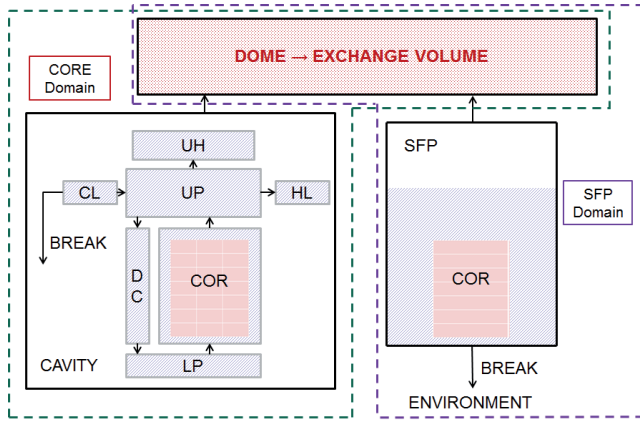 DOME → EXCHANGE VOLUME
CORE
Domain
UH
CL
UP
HL
BREAK
D
C
COR
CAVITY
LP
SFP
SFP
Domain
COR
BREAK
ENVIRONMENT